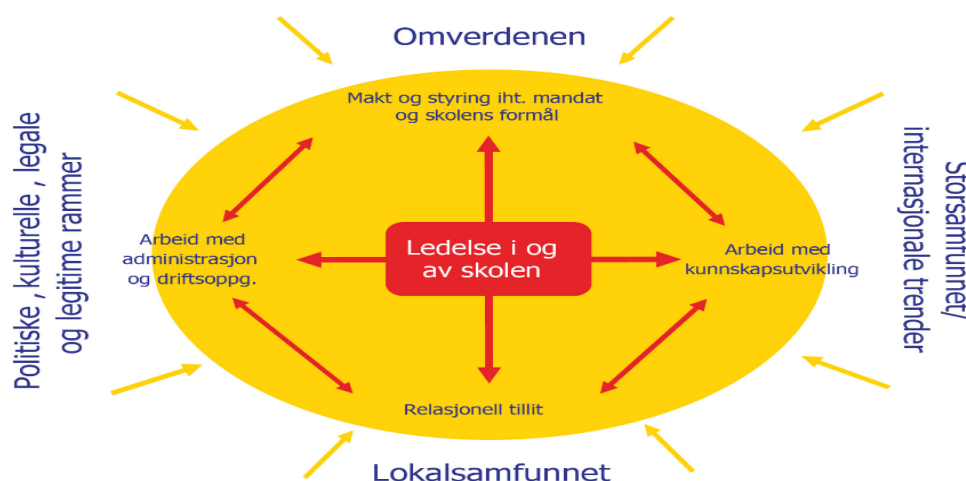 Omverdenen
Makt og styring iht. mandat
og skolens formål
Politiske, kulturelle , legale
og legitime rammer
Arbeid med
administrasjon
og driftsoppg.
Ledelse i og
av skolen
Arbeid med
kunnskapsutvikling
Storsamfunnet/
internasjonale trender
Relasjonell tillit
Lokalsamfunnet